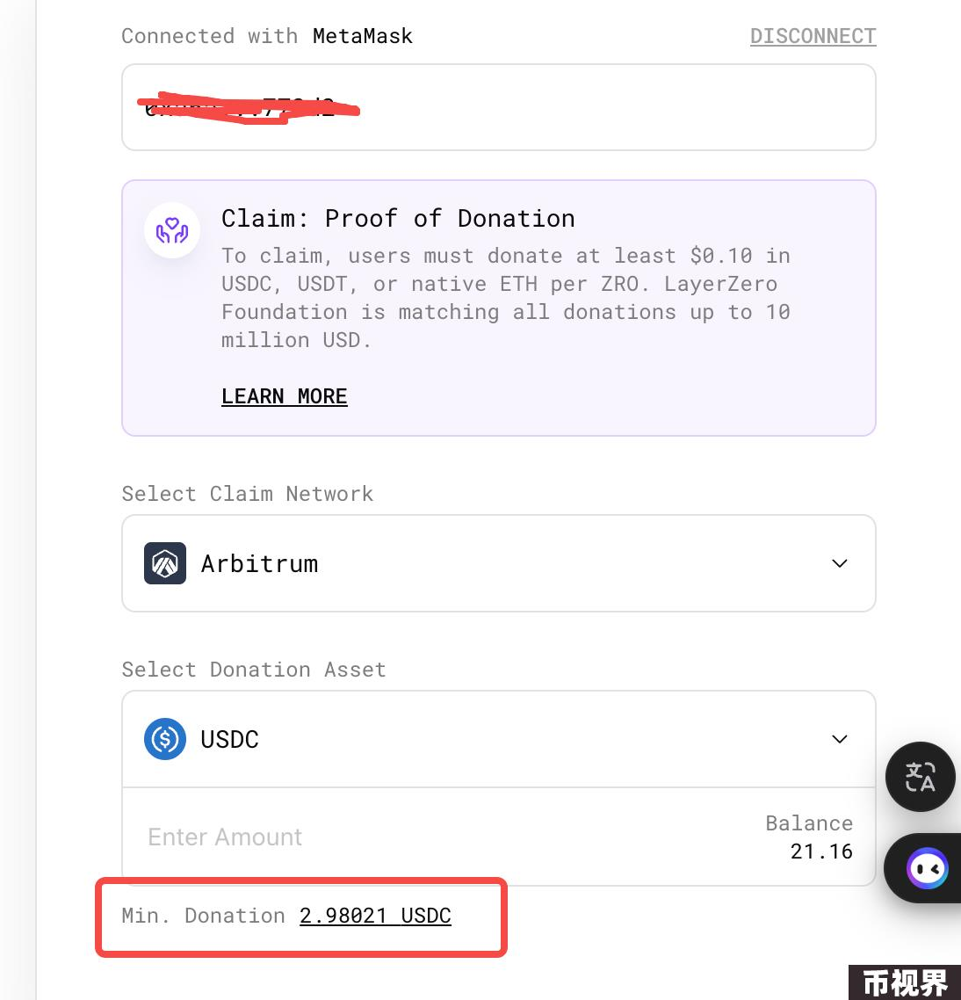 Connected with MetaMask
DISCONNECT
Claim: Proof of Donation
To claim, users must donate at least $0.10 in
USDC, USDT, or native ETH per ZRO. LayerZero
Foundation is matching all donations up to 10
million USD.
LEARN MORE
Select Claim Network
Arbitrum
Select Donation Asset
USDC
Enter Amount
Balance
21.16
Min. Donation 2.98021 USDC
文A
币视界